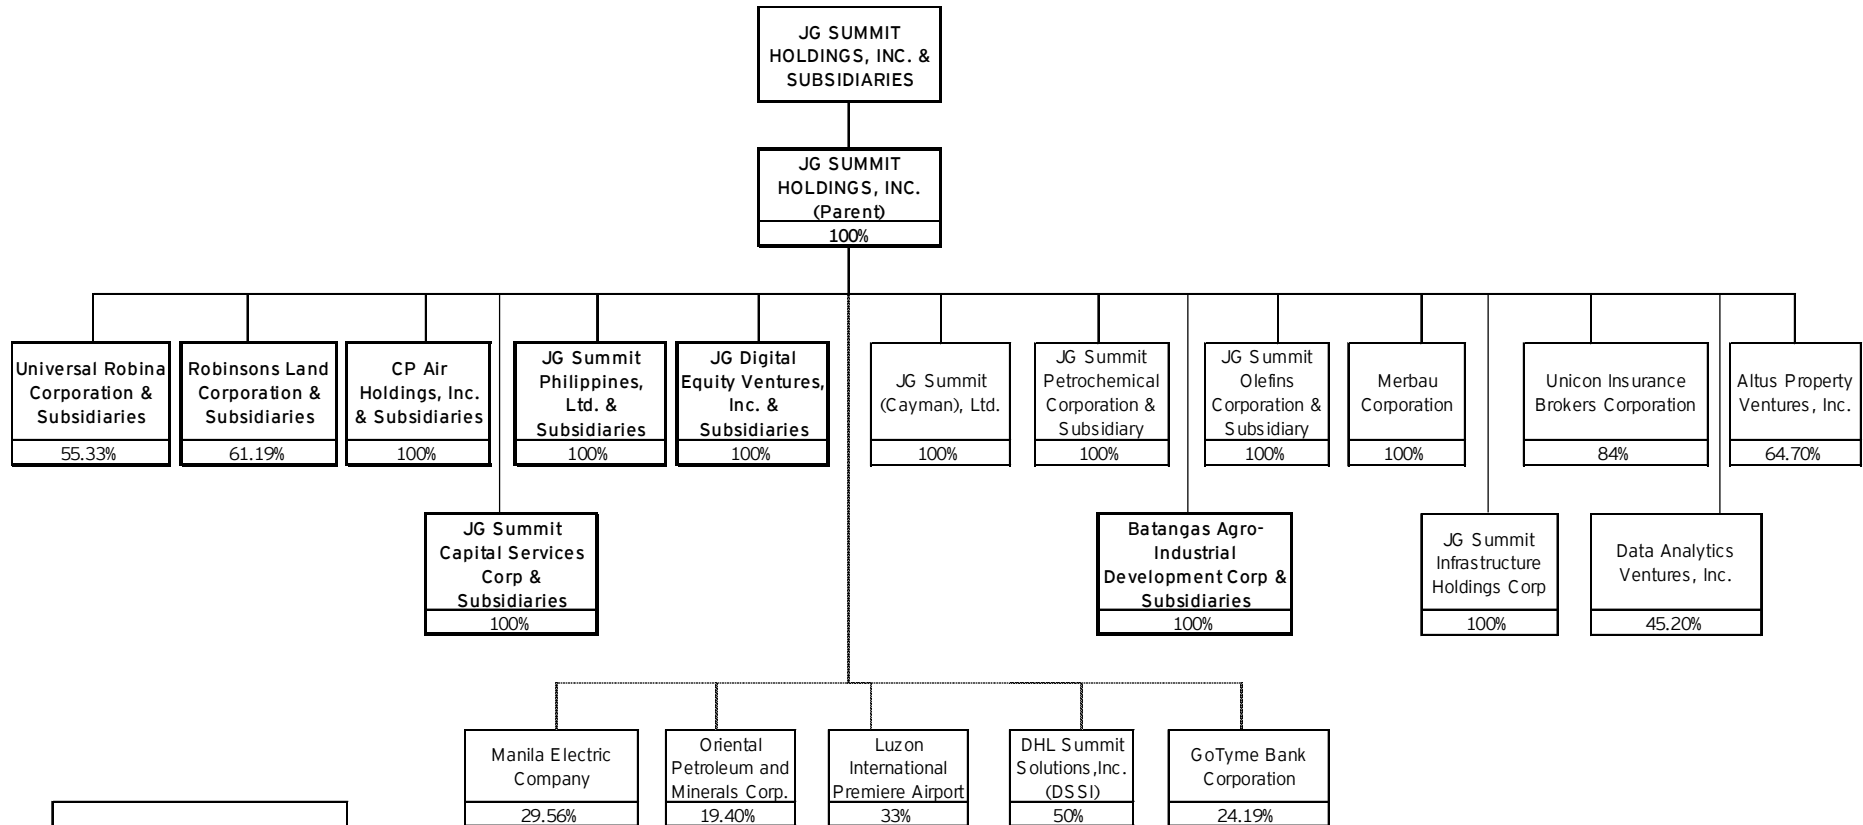 JG SUMMIT
HOLDINGS, INC. &
SUBSIDIARIES
JG SUMMIT
HOLDINGS, INC.
(Parent)
100%
Universal Robina
Corporation &
Subsidiaries
55.33%
Robinsons Land
Corporation &
Subsidiaries
61.19%
CP Air
Holdings, Inc.
& Subsidiaries
100%
JG Summit
Philippines,
Ltd. &
Subsidiaries
100%
JG Digital
Equity Ventures,
Inc. &
Subsidiaries
100%
JG Summit
(Cayman), Ltd.
100%
JG Summit
Petrochemical
Corporation &
Subsidiary
100%
JG Summit
Olefins
Corporation &
Subsidiary
100%
Merbau
Corporation
100%
Unicon Insurance
Brokers Corporation
84%
Altus Property
Ventures, Inc.
64.70%
JG Summit
Capital Services
Corp &
Subsidiaries
100%
Batangas Agro-
Industrial
Development Corp &
Subsidiaries
100%
JG Summit
Infrastructure
Holdings Corp
100%
Data Analytics
Ventures, Inc.
45.20%
Manila Electric
Company
29.56%
Oriental
Petroleum and
Minerals Corp.
19.40%
Luzon
International
Premiere Airport
33%
DHL Summit
Solutions,Inc.
(DSSI)
50%
GoTyme Bank
Corporation
24.19%